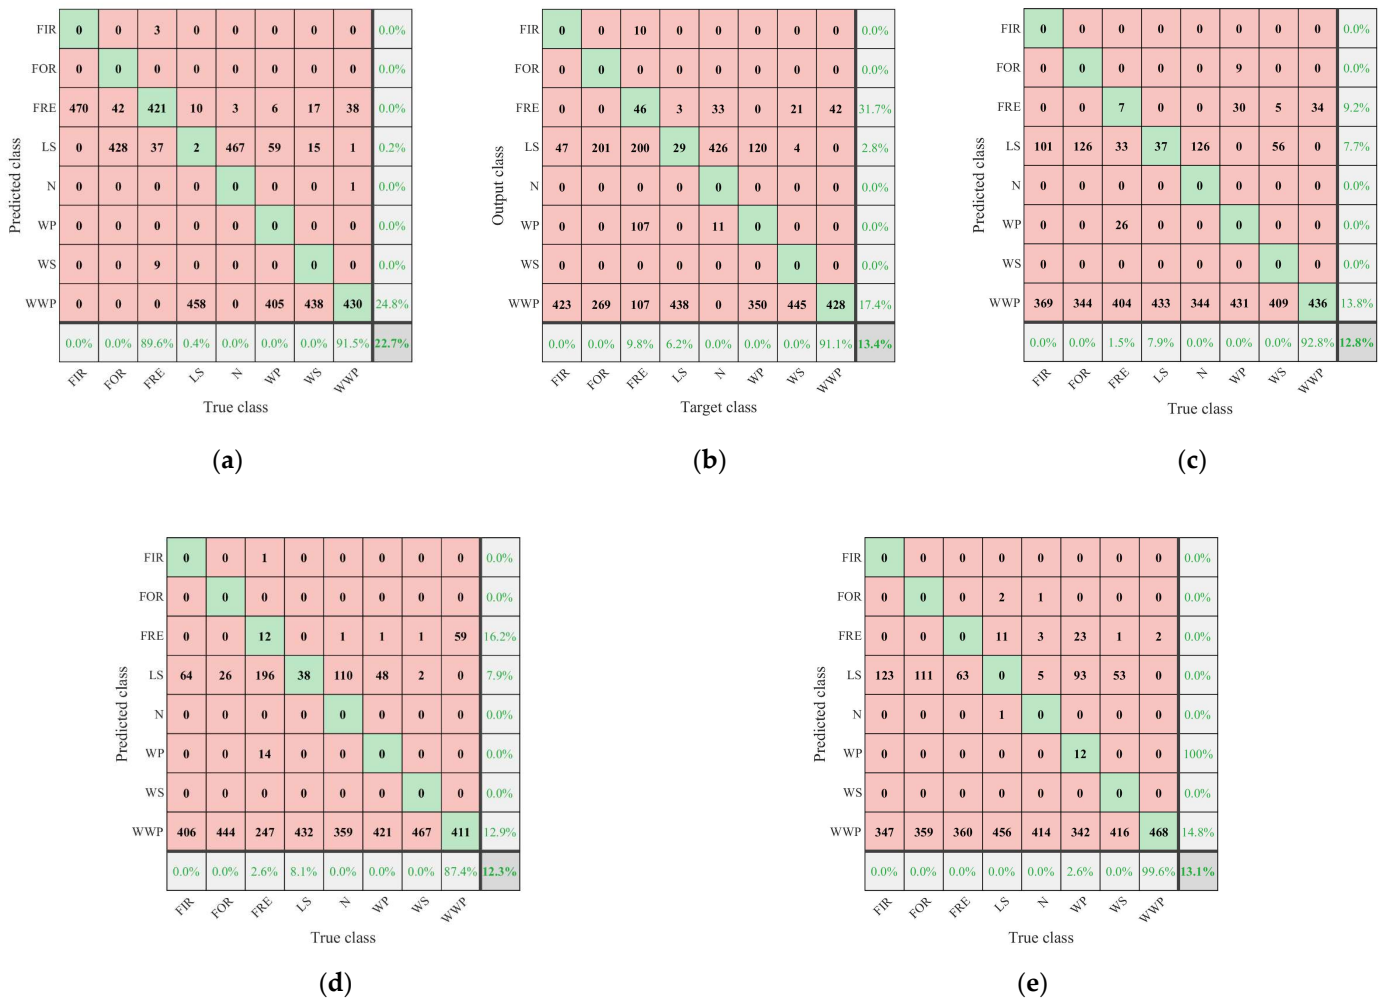 FIR 0 0 3 0 0 0 0 0 0.0%
FOR 0 0 0 0 0 0 0 0 0.0%
FRE 470 42 421 10 3 6 17 38 0.0%
LS 0 428 37 2 467 59 15 1 0.2%
N 0 0 0 0 0 0 0 1 0.0%
WP 0 0 0 0 0 0 0 0 0.0%
WS 0 0 9 0 0 0 0 0 0.0%
WWP 0 0 0 458 0 405 438 430 24.8%
0.0% 0.0% 89.6% 0.4% 0.0% 0.0% 0.0% 91.5% 22.7%
FIR FOR FRE LS N WP WS WWP
Predicted class
True class
(a)
FIR 0 0 10 0 0 0 0 0 0.0%
FOR 0 0 0 0 0 0 0 0 0.0%
FRE 0 0 46 3 33 0 21 42 31.7%
LS 47 201 200 29 426 120 4 0 2.8%
N 0 0 0 0 0 0 0 0 0.0%
WP 0 0 107 0 11 0 0 0 0.0%
WS 0 0 0 0 0 0 0 0 0.0%
WWP 423 269 107 438 0 350 445 428 17.4%
0.0% 0.0% 9.8% 6.2% 0.0% 0.0% 0.0% 91.1% 13.4%
FIR FOR FRE LS N WP WS WWP
Output class
Target class
(b)
FIR 0 0 0 0 0 0 0 0 0.0%
FOR 0 0 0 0 0 9 0 0 0.0%
FRE 0 0 7 0 0 30 5 34 9.2%
LS 101 126 33 37 126 0 56 0 7.7%
N 0 0 0 0 0 0 0 0 0.0%
WP 0 0 26 0 0 0 0 0 0.0%
WS 0 0 0 0 0 0 0 0 0.0%
WWP 369 344 404 433 344 431 409 436 13.8%
0.0% 0.0% 1.5% 7.9% 0.0% 0.0% 0.0% 92.8% 12.8%
FIR FOR FRE LS N WP WS WWP
Predicted class
True class
(c)
FIR 0 0 1 0 0 0 0 0 0.0%
FOR 0 0 0 0 0 0 0 0 0.0%
FRE 0 0 12 0 1 1 1 59 16.2%
LS 64 26 196 38 110 48 2 0 7.9%
N 0 0 0 0 0 0 0 0 0.0%
WP 0 0 14 0 0 0 0 0 0.0%
WS 0 0 0 0 0 0 0 0 0.0%
WWP 406 444 247 432 359 421 467 411 12.9%
0.0% 0.0% 2.6% 8.1% 0.0% 0.0% 0.0% 87.4% 12.3%
FIR FOR FRE LS N WP WS WWP
Predicted class
True class
(d)
FIR 0 0 0 0 0 0 0 0 0.0%
FOR 0 0 0 2 1 0 0 0 0.0%
FRE 0 0 0 11 3 23 1 2 0.0%
LS 123 111 63 0 5 93 53 0 0.0%
N 0 0 0 1 0 0 0 0 0.0%
WP 0 0 0 0 0 12 0 0 100%
WS 0 0 0 0 0 0 0 0 0.0%
WWP 347 359 360 456 414 342 416 468 14.8%
0.0% 0.0% 0.0% 0.0% 0.0% 2.6% 0.0% 99.6% 13.1%
FIR FOR FRE LS N WP WS WWP
Predicted class
True class
(e)